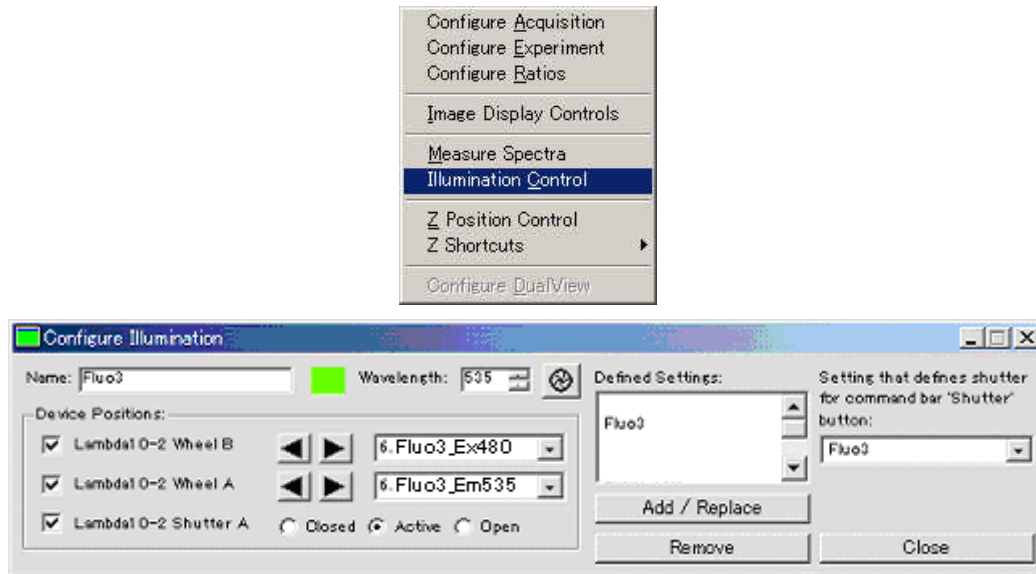 Configure Acquisition
Configure Experiment
Configure Ratios
Image Display Controls
Measure Spectra
Illumination Control
Z Position Control
Z Shortcuts
Configure DualView
Configure Illumination
Name: Fluo3 Wavelength: 535
Device Positions:
Lambda10-2 Wheel B 6.Fluo3_Ex480
Lambda10-2 Wheel A 6.Fluo3_Em535
Lambda10-2 Shutter A Closed Active Open
Defined Settings:
Fluo3
Add / Replace
Remove
Setting that defines shutter
for command bar 'Shutter'
button:
Fluo3
Close